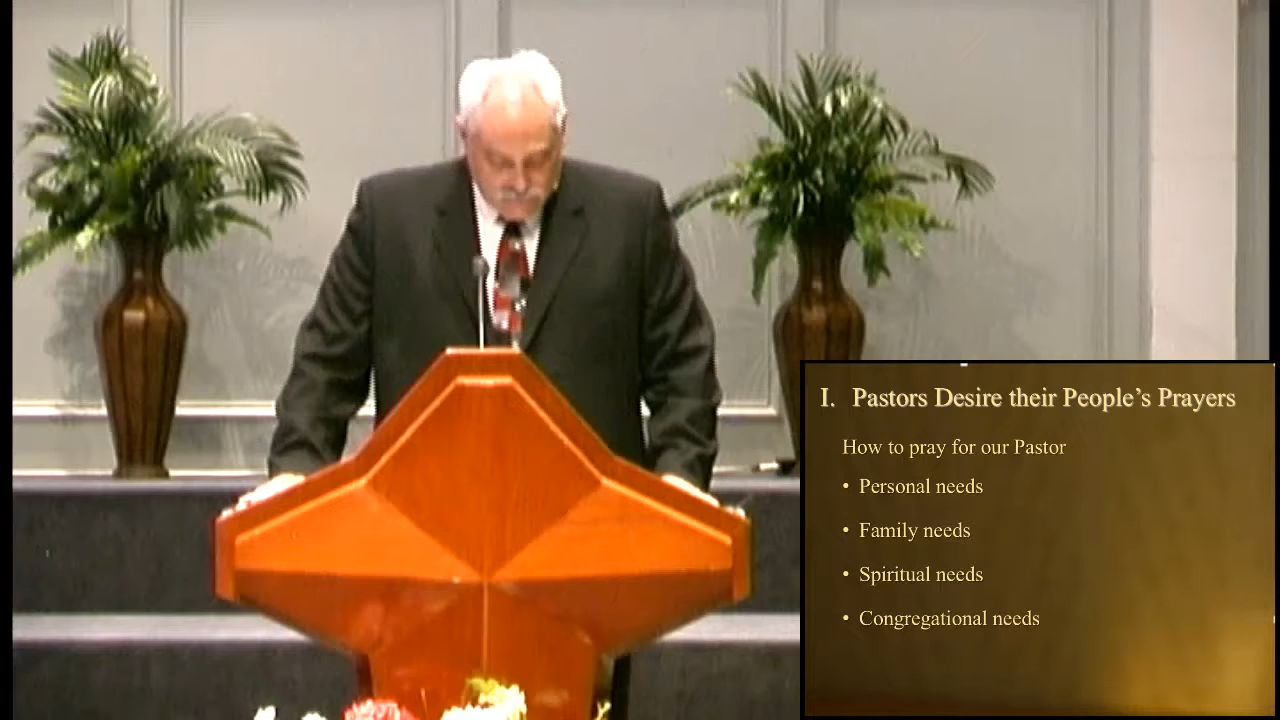 I. Pastors Desire their People’s Prayers
How to pray for our Pastor
• Personal needs
• Family needs
• Spiritual needs
• Congregational needs